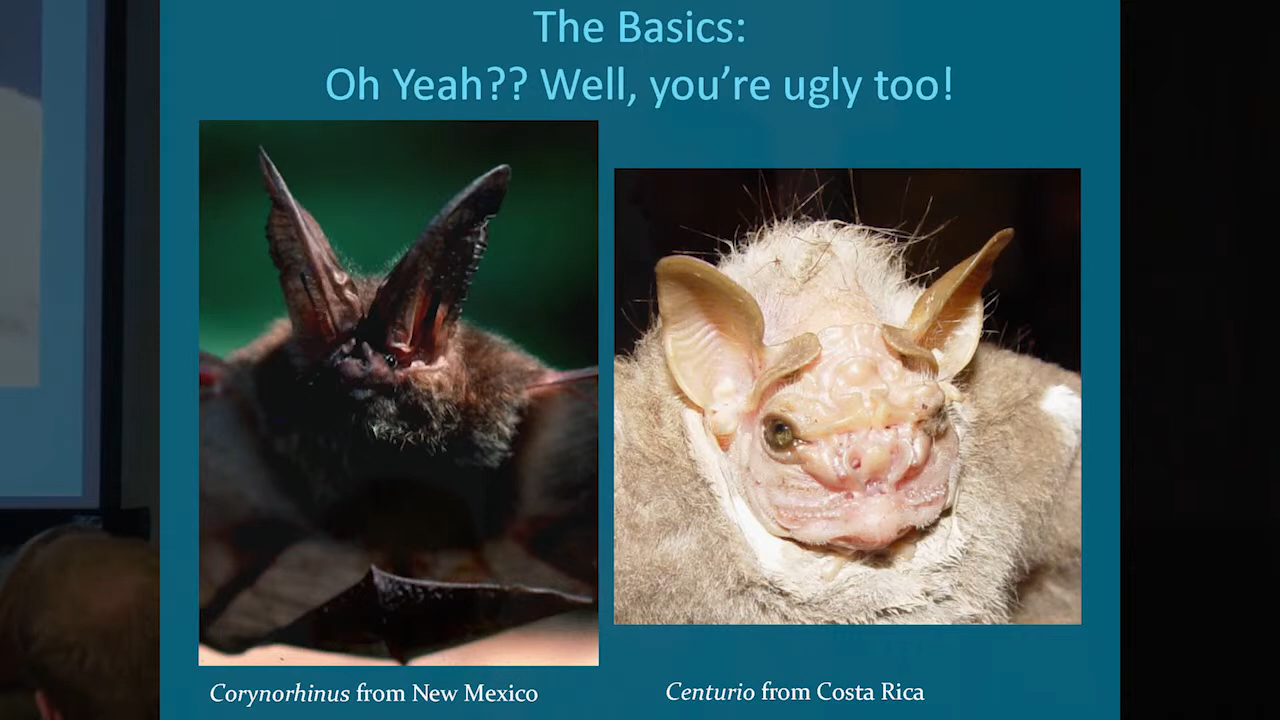 The Basics:
Oh Yeah?? Well, you're ugly too!
Corynorhinus from New Mexico
Centurio from Costa Rica